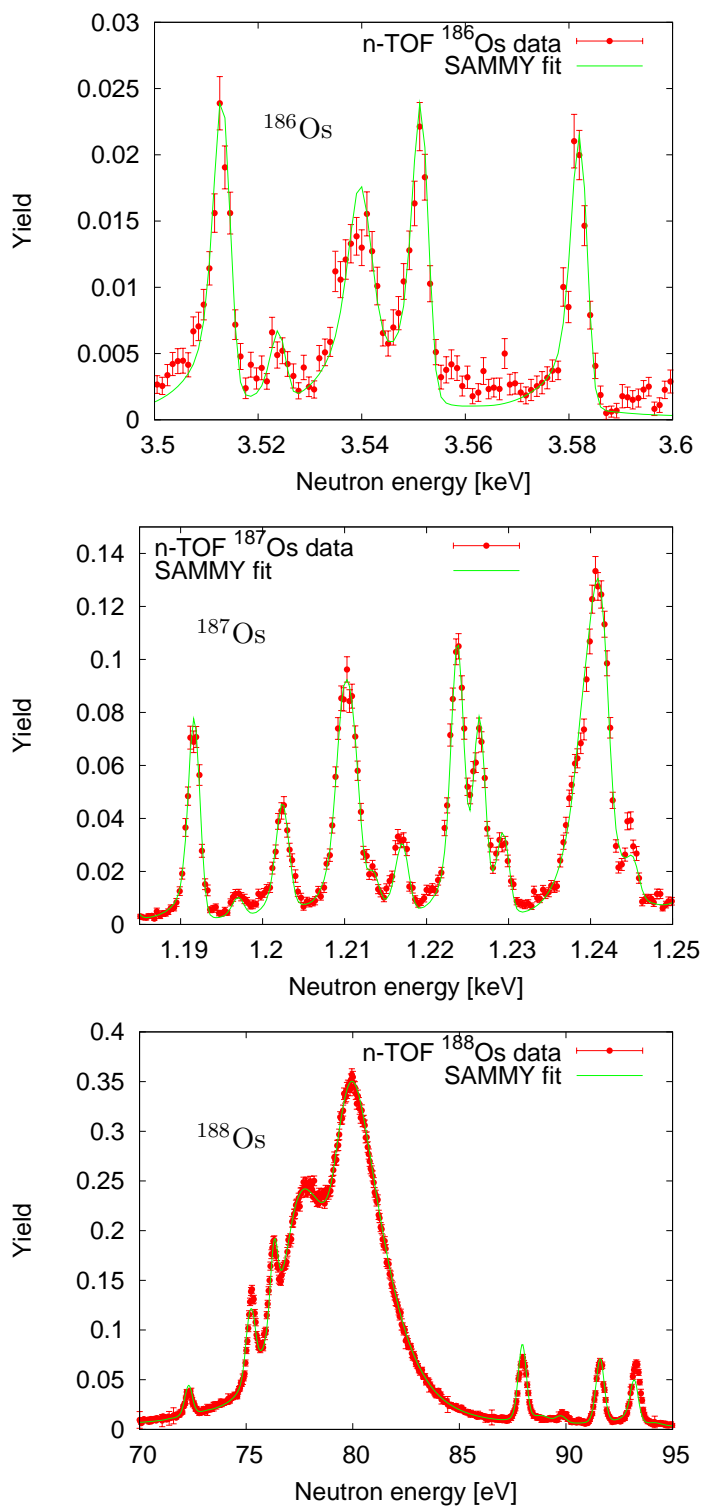 0.03
n-TOF ¹⁸⁶Os data
SAMMY fit
0.025
¹⁸⁶Os
0.02
Yield
0.015
0.01
0.005
0
3.5 3.52 3.54 3.56 3.58 3.6
Neutron energy [keV]
n-TOF ¹⁸⁷Os data
SAMMY fit
0.14
0.12
¹⁸⁷Os
0.1
Yield
0.08
0.06
0.04
0.02
0
1.19 1.2 1.21 1.22 1.23 1.24 1.25
Neutron energy [keV]
0.4
n-TOF ¹⁸⁸Os data
SAMMY fit
0.35
0.3
¹⁸⁸Os
0.25
Yield
0.2
0.15
0.1
0.05
0
70 75 80 85 90 95
Neutron energy [eV]